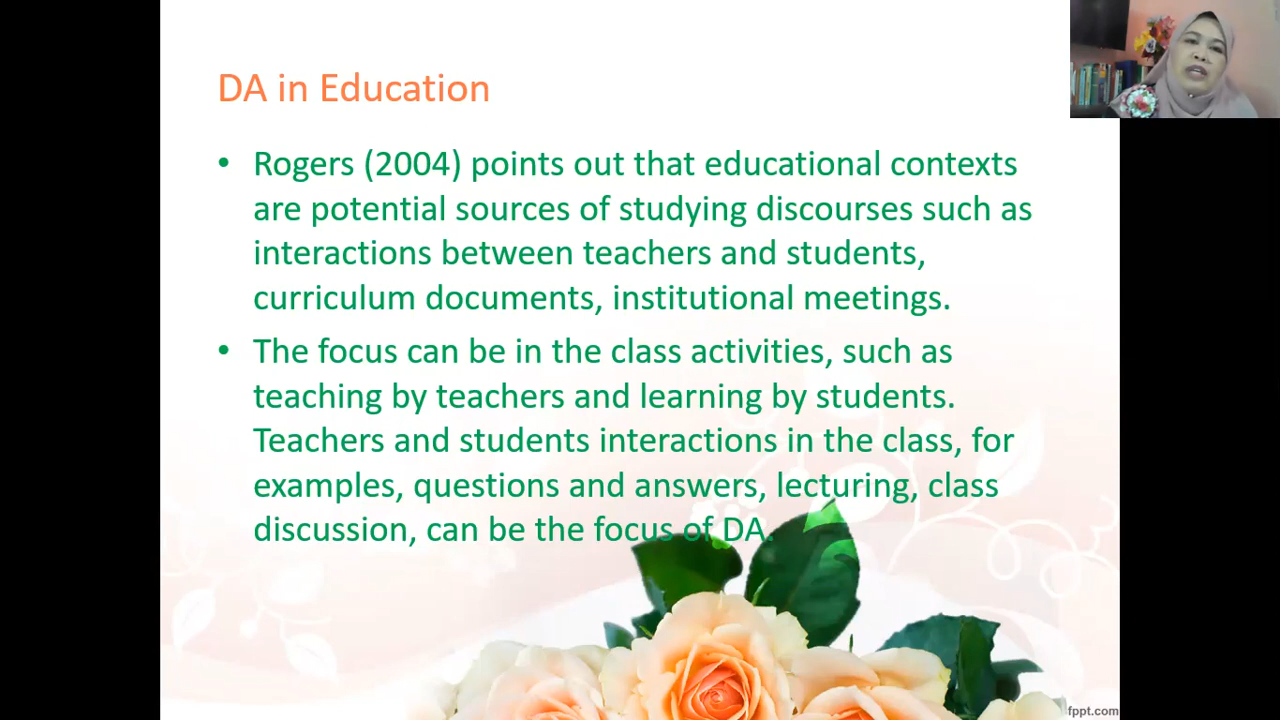 DA in Education
• Rogers (2004) points out that educational contexts
are potential sources of studying discourses such as
interactions between teachers and students,
curriculum documents, institutional meetings.
• The focus can be in the class activities, such as
teaching by teachers and learning by students.
Teachers and students interactions in the class, for
examples, questions and answers, lecturing, class
discussion, can be the focus of DA.
fppt.com